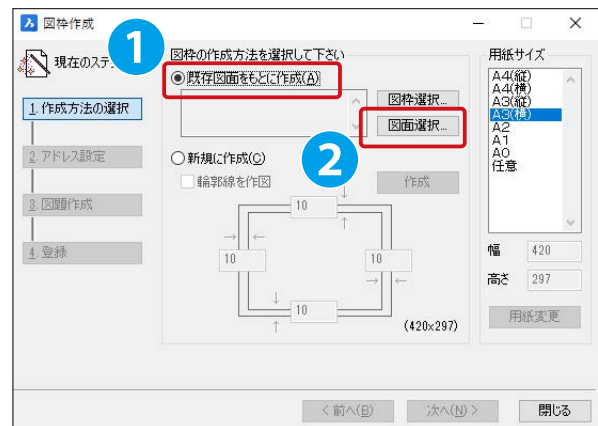 図枠作成
1
現在のステ
1.作成方法の選択
2.アドレス設定
3.図題作成
4.登録
図枠の作成方法を選択して下さい
既存図面をもとに作成(A)
図枠選択...
図面選択...
2
新規に作成(C)
輪郭線を作図
作成
10
10
10
10
(420x297)
用紙サイズ
A4(縦)
A4(横)
A3(縦)
A3(横)
A2
A1
A0
任意
幅 420
高さ 297
用紙変更
< 前へ(B)
次へ(N) >
閉じる